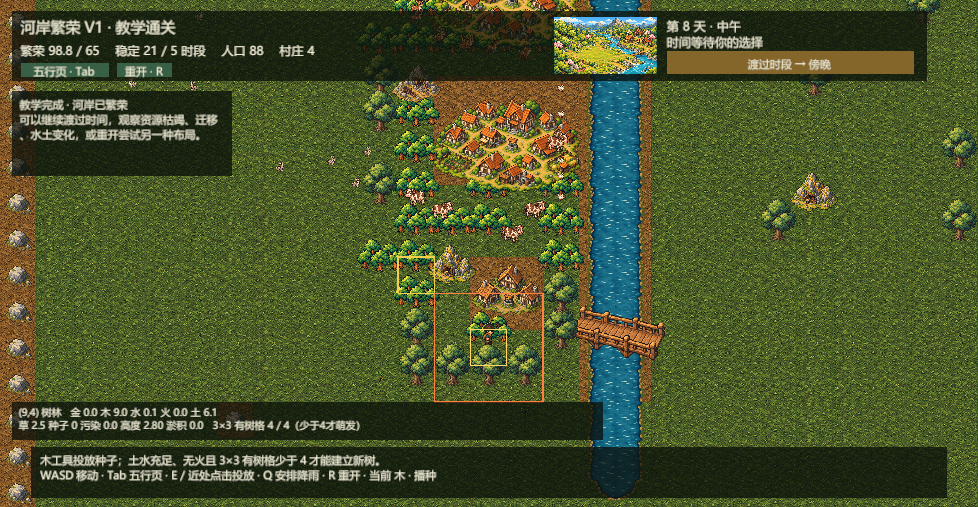 河岸繁荣 V1 · 教学通关
繁荣 98.8 / 65 稳定 21 / 5 时段 人口 88 村庄 4
五行页 · Tab 重开 · R
第 8 天 · 中午
时间等待你的选择
渡过时段 → 傍晚
教学完成 · 河岸已繁荣
可以继续渡过时间，观察资源枯竭、迁移
、水土变化，或重开尝试另一种布局。
(9,4) 树林 金 0.0 木 9.0 水 0.1 火 0.0 土 6.1
草 2.5 种子 0 污染 0.0 高度 2.80 淤积 0.0 3×3 有树格 4 / 4（少于4才萌发）
木工具投放种子；土水充足、无火且 3×3 有树格少于 4 才能建立新树。
WASD 移动 · Tab 五行页 · E / 近处点击投放 · Q 安排降雨 · R 重开 · 当前 木 · 播种